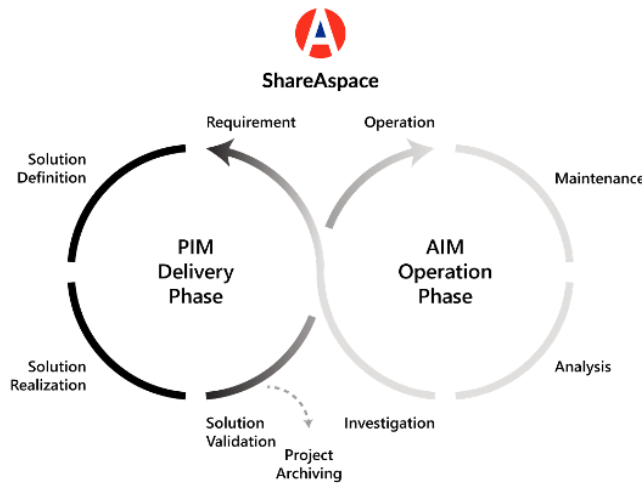 ShareAspace
Requirement
Operation
Solution
Definition
Maintenance
PIM
Delivery
Phase
AIM
Operation
Phase
Solution
Realization
Analysis
Solution
Validation
Investigation
Project
Archiving